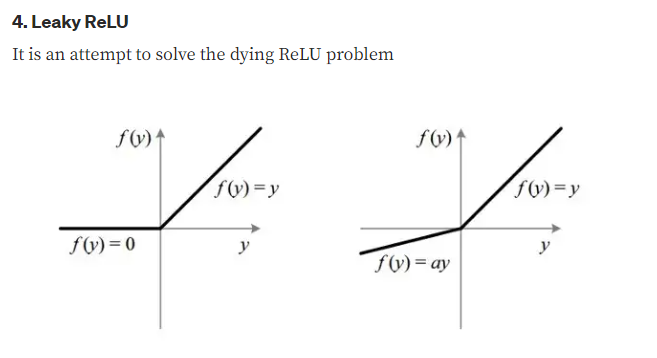 4. Leaky ReLU
It is an attempt to solve the dying ReLU problem
f(y)
f(y) = y
f(y) = 0
y
f(y)
f(y) = y
f(y) = ay
y